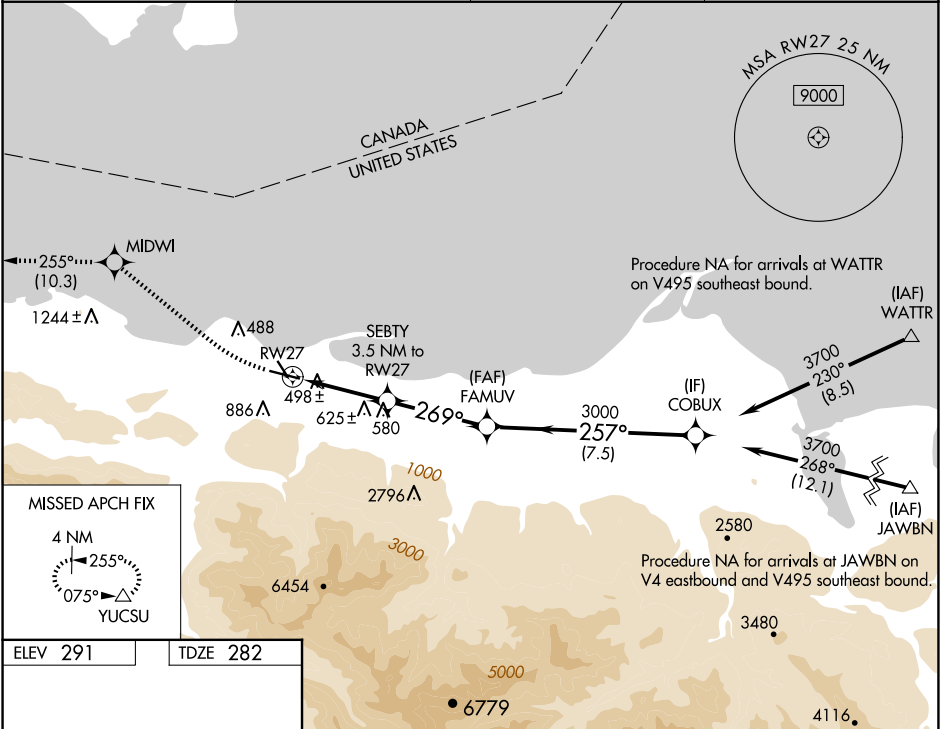 MSA RW27 25 NM
9000
CANADA
UNITED STATES
MIDWI
255°
(10.3)
1244 ±
488
RW27
SEBTY
3.5 NM to
RW27
498 ±
886
625 ±
580
269°
(FAF)
FAMUV
3000
257°
(7.5)
(IF)
COBUX
Procedure NA for arrivals at WATTR
on V495 southeast bound.
(IAF)
WATTR
3700
230°
(8.5)
3700
268°
(12.1)
(IAF)
JAWBN
Procedure NA for arrivals at JAWBN on
V4 eastbound and V495 southeast bound.
1000
2796
3000
2580
6454
3480
5000
6779
4116
MISSED APCH FIX
4 NM
255°
075°
YUCSU
ELEV 291
TDZE 282